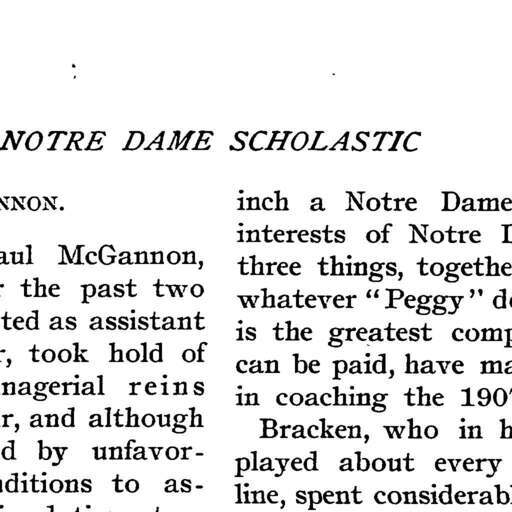 NOTRE DAME SCHOLASTIC
NNON.
aul McGannon,
r the past two
ted as assistant
r, took hold of
nagerial reins
r, and although
d by unfavor-
nditions to as-
inch a Notre Dame
interests of Notre D
three things, togethe
whatever "Peggy" do
is the greatest comp
can be paid, have ma
in coaching the 1907
Bracken, who in h
played about every
line, spent considerabl